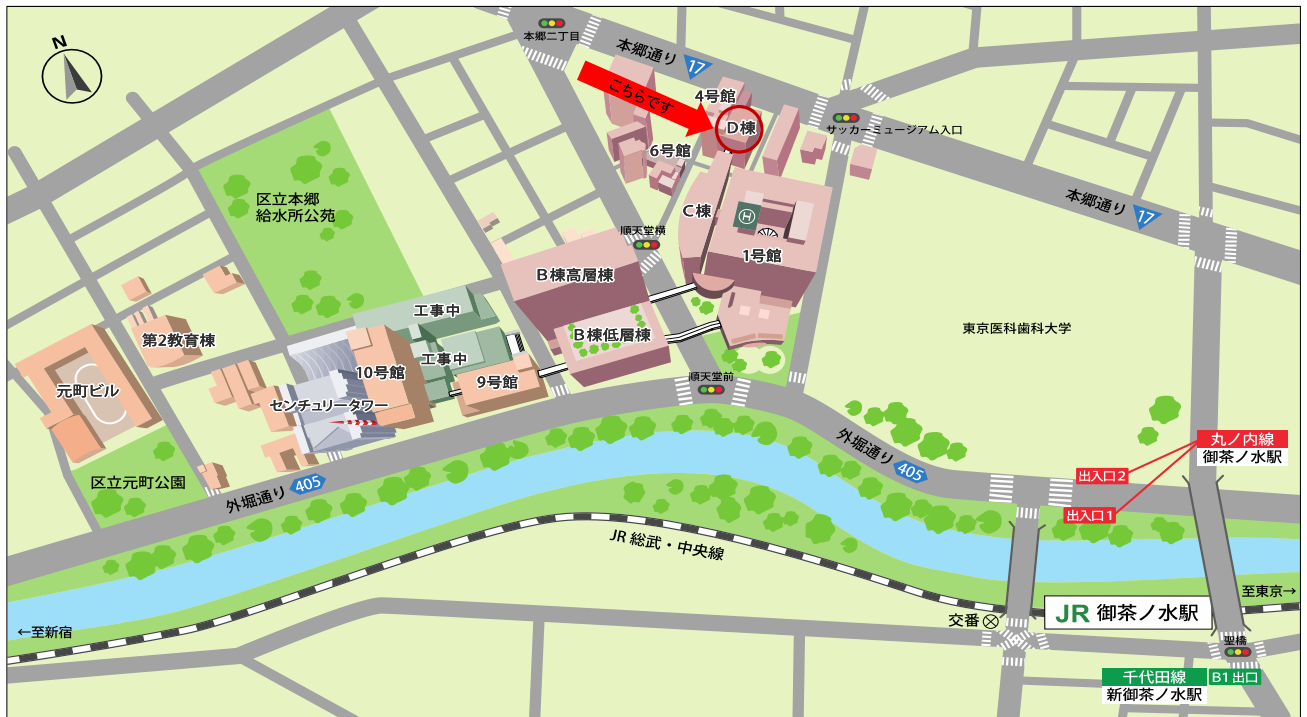 N
本郷二丁目
本郷通り 17
こちらです
4号館
D棟
サッカーミュージアム入口
6号館
区立本郷
給水所公苑
C棟
H
本郷通り 17
順天堂横
1号館
B棟高層棟
工事中
東京医科歯科大学
第2教育棟
B棟低層棟
工事中
10号館
9号館
順天堂前
元町ビル
センチュリータワー
丸ノ内線
御茶ノ水駅
外堀通り 405
出入口2
区立元町公園
外堀通り 405
出入口1
JR 総武・中央線
至東京→
JR 御茶ノ水駅
交番
←至新宿
聖橋
千代田線 B1出口
新御茶ノ水駅